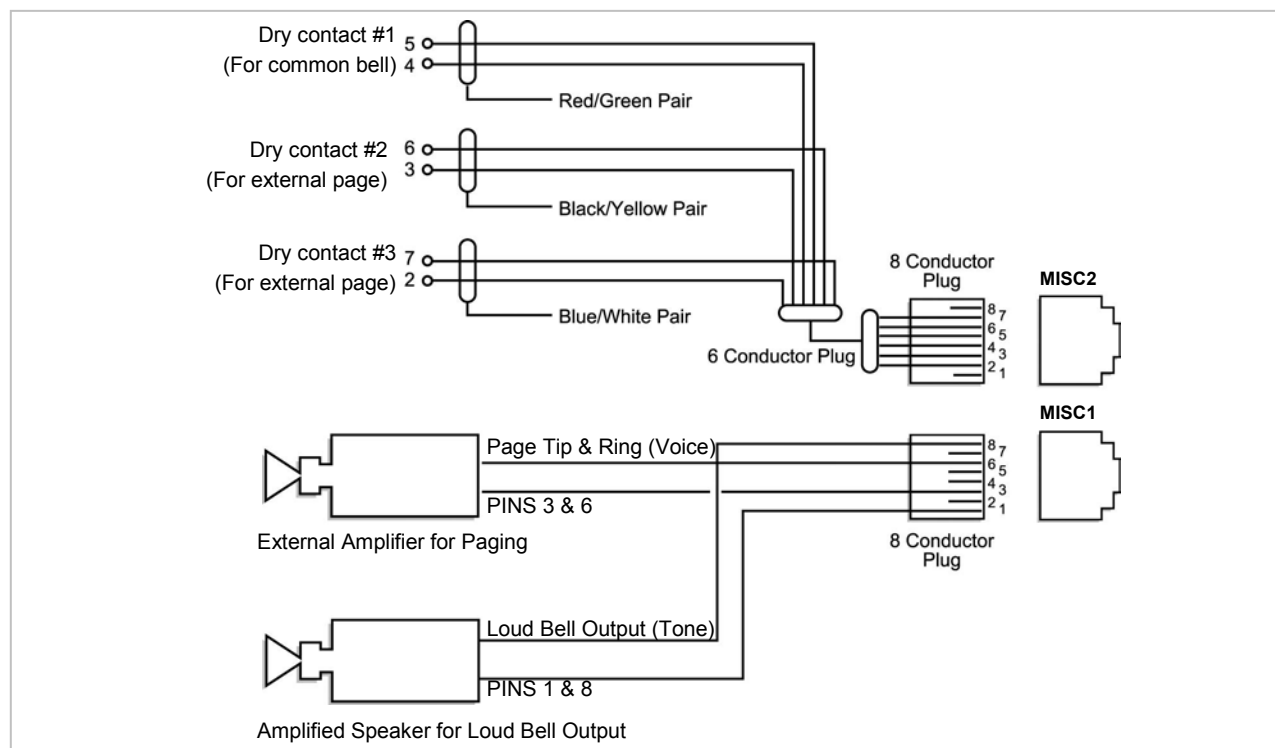 Dry contact #1
(For common bell)
5
4
Red/Green Pair
Dry contact #2
(For external page)
6
3
Black/Yellow Pair
Dry contact #3
(For external page)
7
2
Blue/White Pair
6 Conductor Plug
8 Conductor
Plug
8
7
6
5
4
3
2
1
MISC2
MISC1
Page Tip & Ring (Voice)
PINS 3 & 6
External Amplifier for Paging
8
7
6
5
4
3
2
1
8 Conductor
Plug
Loud Bell Output (Tone)
PINS 1 & 8
Amplified Speaker for Loud Bell Output